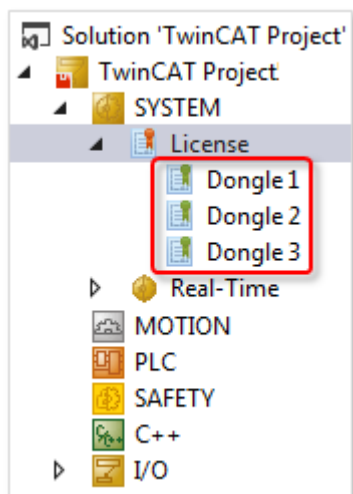 Solution 'TwinCAT Project'
TwinCAT Project
SYSTEM
License
Dongle 1
Dongle 2
Dongle 3
Real-Time
MOTION
PLC
SAFETY
C++
I/O